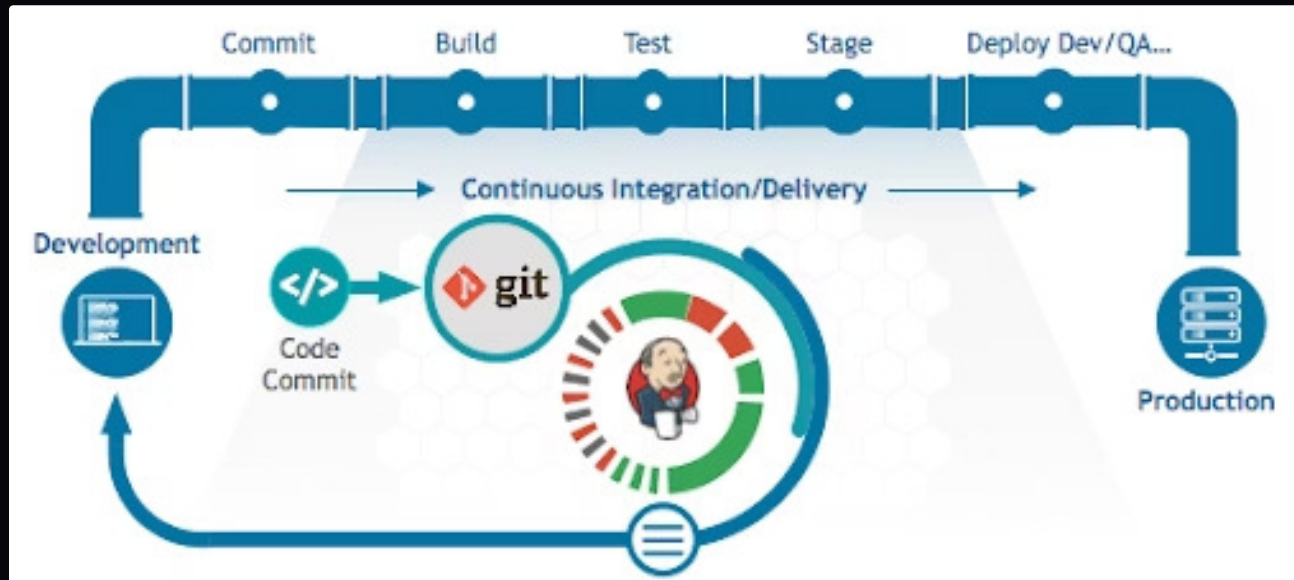 Commit
Build
Test
Stage
Deploy Dev/QA...
Continuous Integration/Delivery
Development
</>
git
Code
Commit
Production